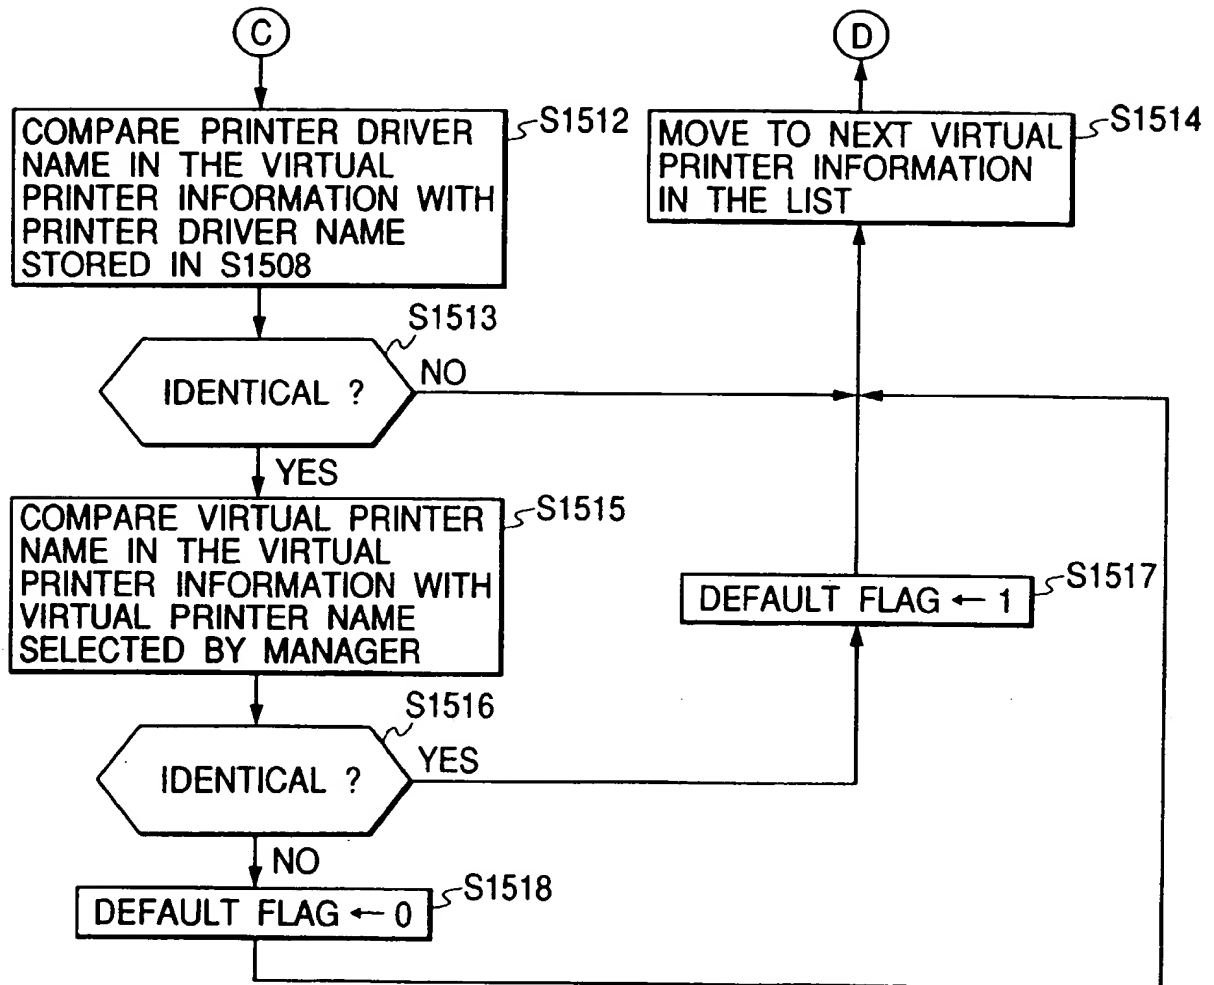 C
D
COMPARE PRINTER DRIVER
NAME IN THE VIRTUAL
PRINTER INFORMATION WITH
PRINTER DRIVER NAME
STORED IN S1508
S1512
MOVE TO NEXT VIRTUAL
PRINTER INFORMATION
IN THE LIST
S1514
S1513
IDENTICAL ?
NO
YES
COMPARE VIRTUAL PRINTER
NAME IN THE VIRTUAL
PRINTER INFORMATION WITH
VIRTUAL PRINTER NAME
SELECTED BY MANAGER
S1515
DEFAULT FLAG ← 1
S1517
S1516
IDENTICAL ?
YES
NO
DEFAULT FLAG ← 0
S1518